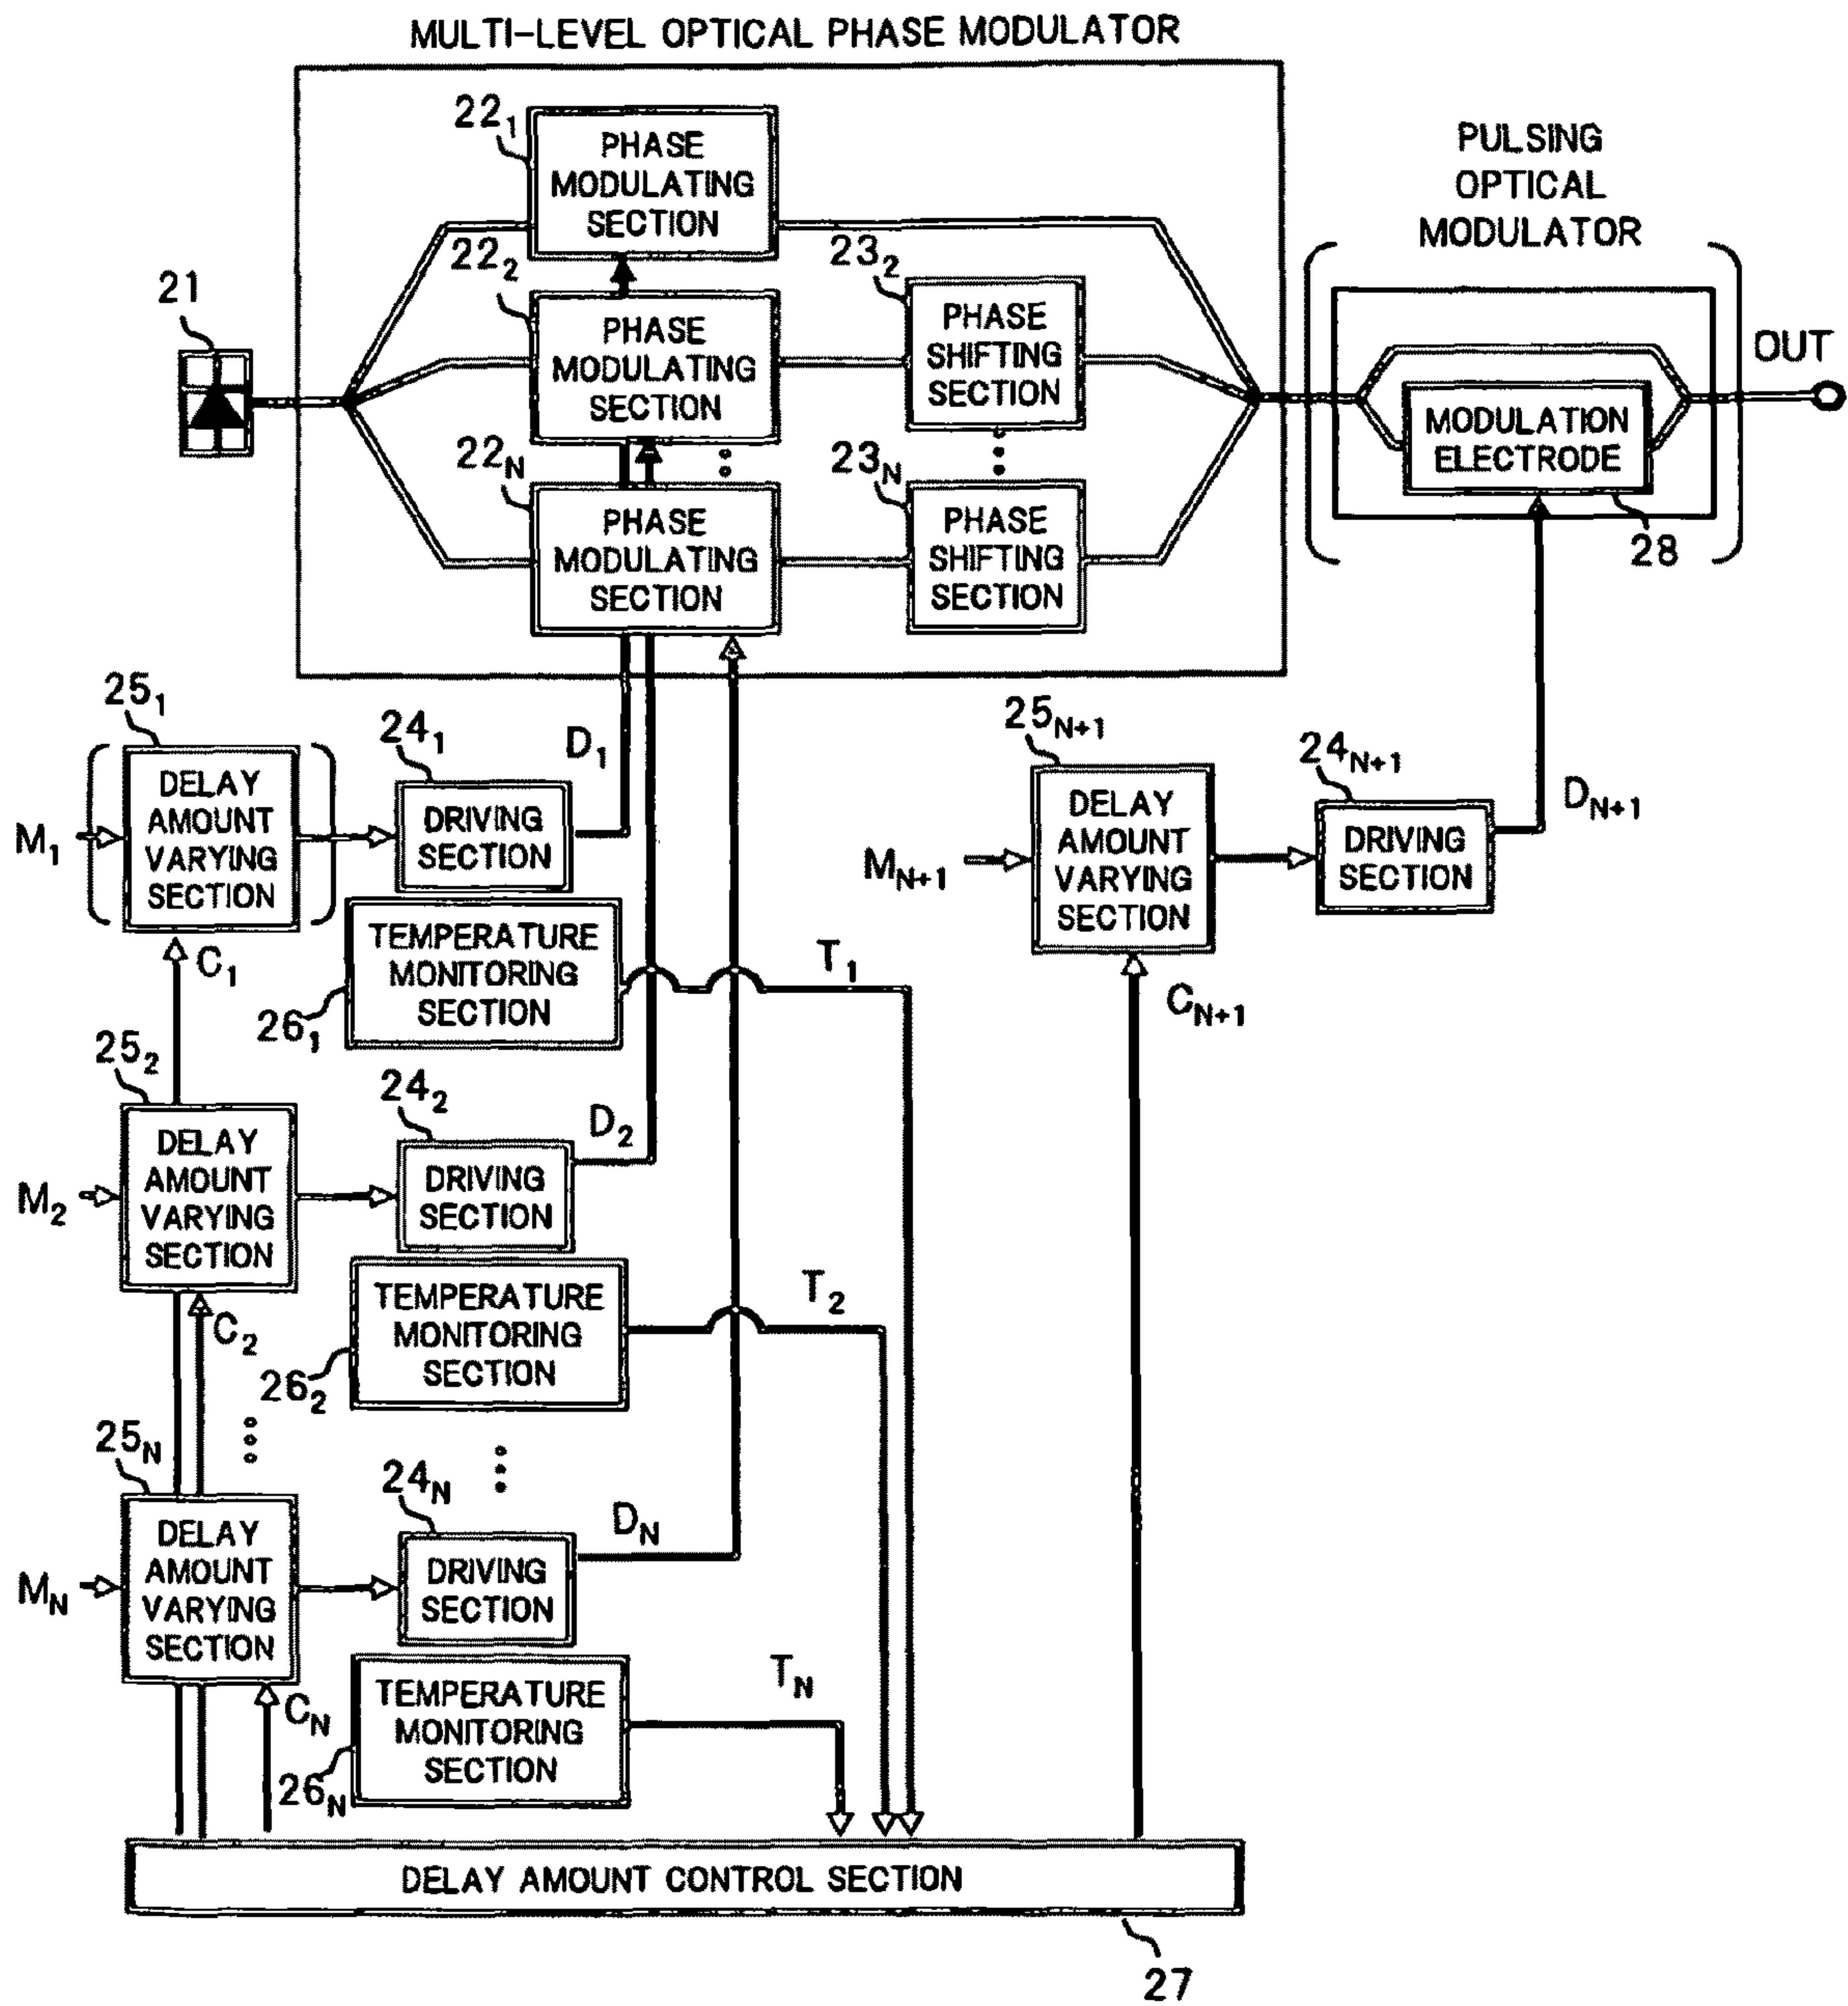 MULTI-LEVEL OPTICAL PHASE MODULATOR
22₁
PHASE
MODULATING
SECTION
22₂
PHASE
MODULATING
SECTION
22N
PHASE
MODULATING
SECTION
23₂
PHASE
SHIFTING
SECTION
23N
PHASE
SHIFTING
SECTION
21
PULSING
OPTICAL
MODULATOR
OUT
MODULATION
ELECTRODE
28
25₁
M₁
DELAY
AMOUNT
VARYING
SECTION
C₁
24₁
DRIVING
SECTION
D₁
TEMPERATURE
MONITORING
SECTION
26₁
T₁
25N+1
MN+1
DELAY
AMOUNT
VARYING
SECTION
CN+1
24N+1
DRIVING
SECTION
DN+1
25₂
M₂
DELAY
AMOUNT
VARYING
SECTION
C₂
24₂
DRIVING
SECTION
D₂
TEMPERATURE
MONITORING
SECTION
26₂
T₂
25N
MN
DELAY
AMOUNT
VARYING
SECTION
CN
24N
DRIVING
SECTION
DN
TEMPERATURE
MONITORING
SECTION
26N
TN
DELAY AMOUNT CONTROL SECTION
27